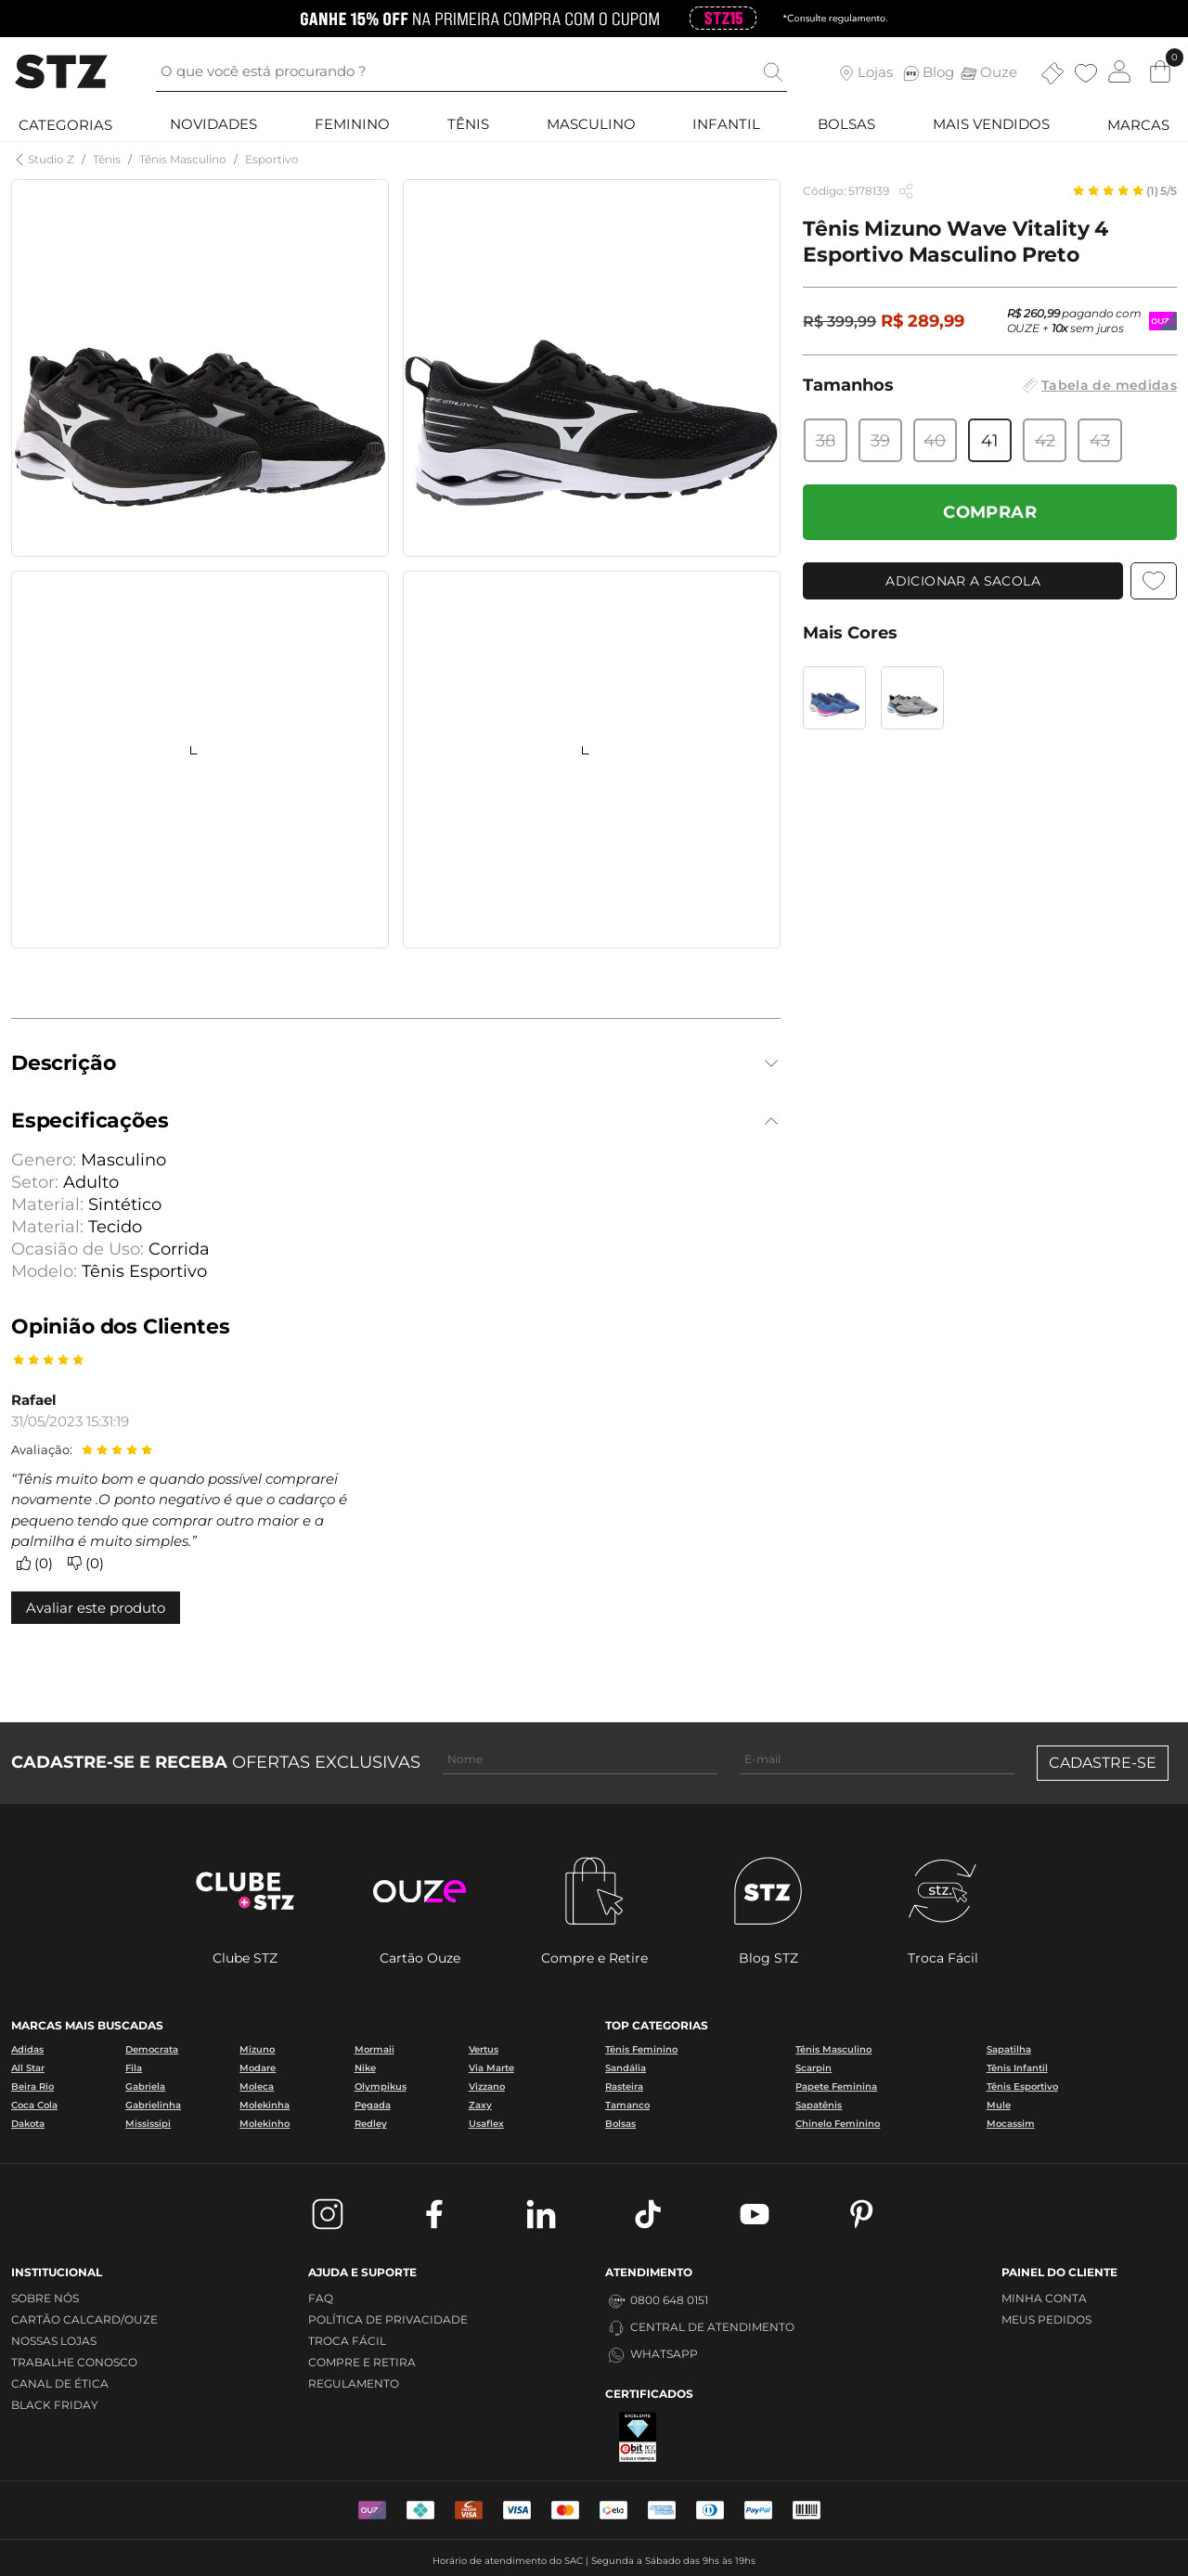 GANHE 15% OFF NA PRIMEIRA COMPRA COM O CUPOM STZ15 *Consulte regulamento.
STZ
O que você está procurando ?
Lojas Blog Ouze
0
CATEGORIAS NOVIDADES FEMININO TÊNIS MASCULINO INFANTIL BOLSAS MAIS VENDIDOS MARCAS
Studio Z / Tênis / Tênis Masculino / Esportivo
Código: 5178139
(1) 5/5
Tênis Mizuno Wave Vitality 4
Esportivo Masculino Preto
R$ 399,99 R$ 289,99
R$ 260,99 pagando com
OUZE + 10x sem juros
Tamanhos
Tabela de medidas
38 39 40 41 42 43
COMPRAR
ADICIONAR A SACOLA
Mais Cores
Descrição
Especificações
Genero: Masculino
Setor: Adulto
Material: Sintético
Material: Tecido
Ocasião de Uso: Corrida
Modelo: Tênis Esportivo
Opinião dos Clientes
Rafael
31/05/2023 15:31:19
Avaliação:
“Tênis muito bom e quando possível comprarei
novamente .O ponto negativo é que o cadarço é
pequeno tendo que comprar outro maior e a
palmilha é muito simples.”
(0) (0)
Avaliar este produto
CADASTRE-SE E RECEBA OFERTAS EXCLUSIVAS
Nome
E-mail
CADASTRE-SE
CLUBE
STZ
OUZE
STZ
stz.
Clube STZ
Cartão Ouze
Compre e Retire
Blog STZ
Troca Fácil
MARCAS MAIS BUSCADAS
Adidas Democrata Mizuno Mormaii Vertus
All Star Fila Modare Nike Via Marte
Beira Rio Gabriela Moleca Olympikus Vizzano
Coca Cola Gabrielinha Molekinha Pegada Zaxy
Dakota Mississipi Molekinho Redley Usaflex
TOP CATEGORIAS
Tênis Feminino Tênis Masculino Sapatilha
Sandália Scarpin Tênis Infantil
Rasteira Papete Feminina Tênis Esportivo
Tamanco Sapatênis Mule
Bolsas Chinelo Feminino Mocassim
INSTITUCIONAL
SOBRE NÓS
CARTÃO CALCARD/OUZE
NOSSAS LOJAS
TRABALHE CONOSCO
CANAL DE ÉTICA
BLACK FRIDAY
AJUDA E SUPORTE
FAQ
POLÍTICA DE PRIVACIDADE
TROCA FÁCIL
COMPRE E RETIRA
REGULAMENTO
ATENDIMENTO
0800 648 0151
CENTRAL DE ATENDIMENTO
WHATSAPP
CERTIFICADOS
EXCELENTE
ebit
PAINEL DO CLIENTE
MINHA CONTA
MEUS PEDIDOS
VISA VISA elo PayPal
Horário de atendimento do SAC | Segunda a Sábado das 9hs às 19hs